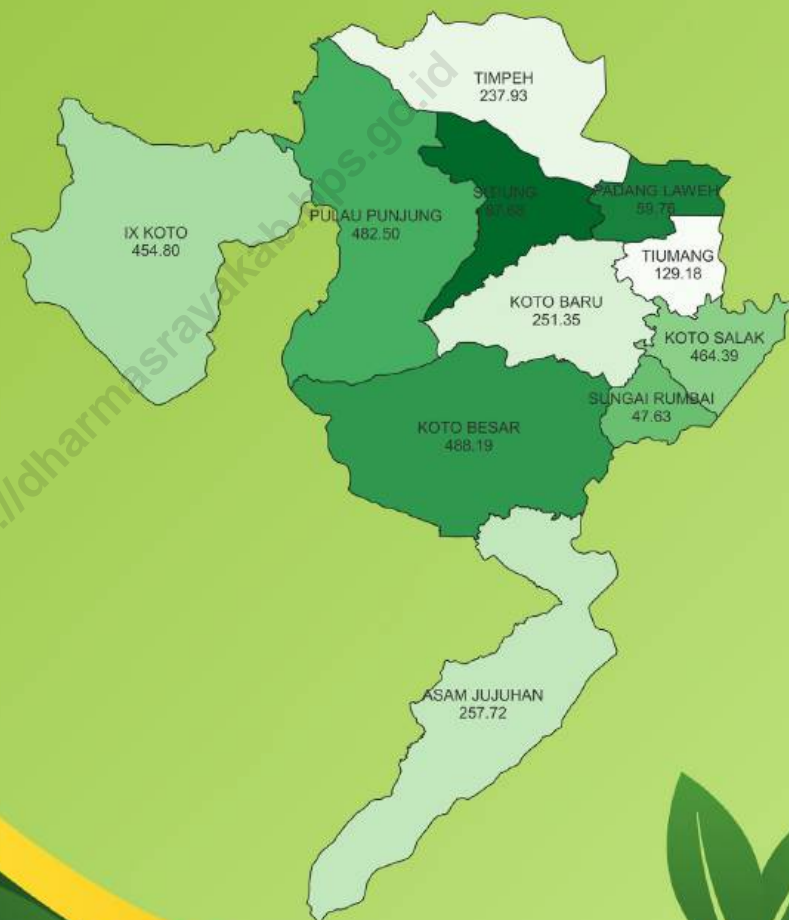 TIMPEH
237.93
SITIUNG
PADANG LAWEH
59.76
IX KOTO
454.80
PULAU PUNJUNG
482.50
TIUMANG
129.18
KOTO BARU
251.35
KOTO SALAK
464.39
SUNGAI RUMBAI
47.63
KOTO BESAR
488.19
ASAM JUJUHAN
257.72
//dharmasrayakab.bps.go.id